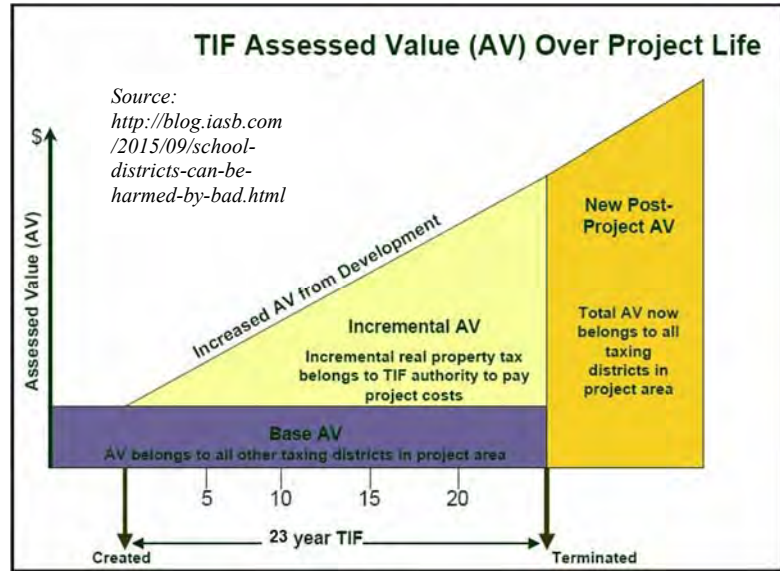 TIF Assessed Value (AV) Over Project Life
Source:
http://blog.iasb.com
/2015/09/school-
districts-can-be-
harmed-by-bad.html
$
Assessed Value (AV)
Increased AV from Development
New Post-
Project AV
Incremental AV
Incremental real property tax
belongs to TIF authority to pay
project costs
Total AV now
belongs to all
taxing
districts in
project area
Base AV
AV belongs to all other taxing districts in project area
5 10 15 20
23 year TIF
Created
Terminated